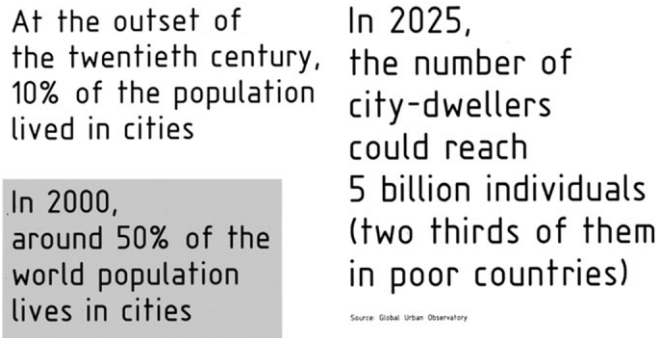 At the outset of
the twentieth century,
10% of the population
lived in cities
In 2000,
around 50% of the
world population
lives in cities
In 2025,
the number of
city-dwellers
could reach
5 billion individuals
(two thirds of them
in poor countries)
Source: Global Urban Observatory